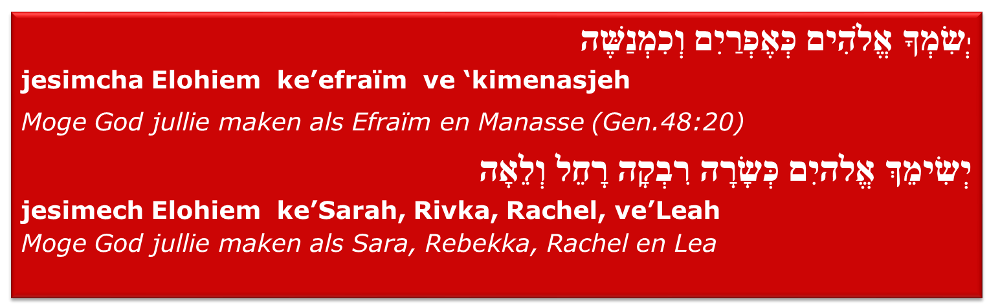 יְשִׂמְךָ אֱלֹהִים כְּאֶפְרַיִם וְכִמְנַשֶּׁה
jesimcha Elohiem  ke’efraïm  ve ‘kimenasjeh
Moge God jullie maken als Efraïm en Manasse (Gen.48:20)
יְשִׂימֵךְ אֱלֹהיִם כְּשָׂרָה רִבְקָה רָחֵל וְלֵאָה
jesimech Elohiem  ke’Sarah, Rivka, Rachel, ve’Leah
Moge God jullie maken als Sara, Rebekka, Rachel en Lea